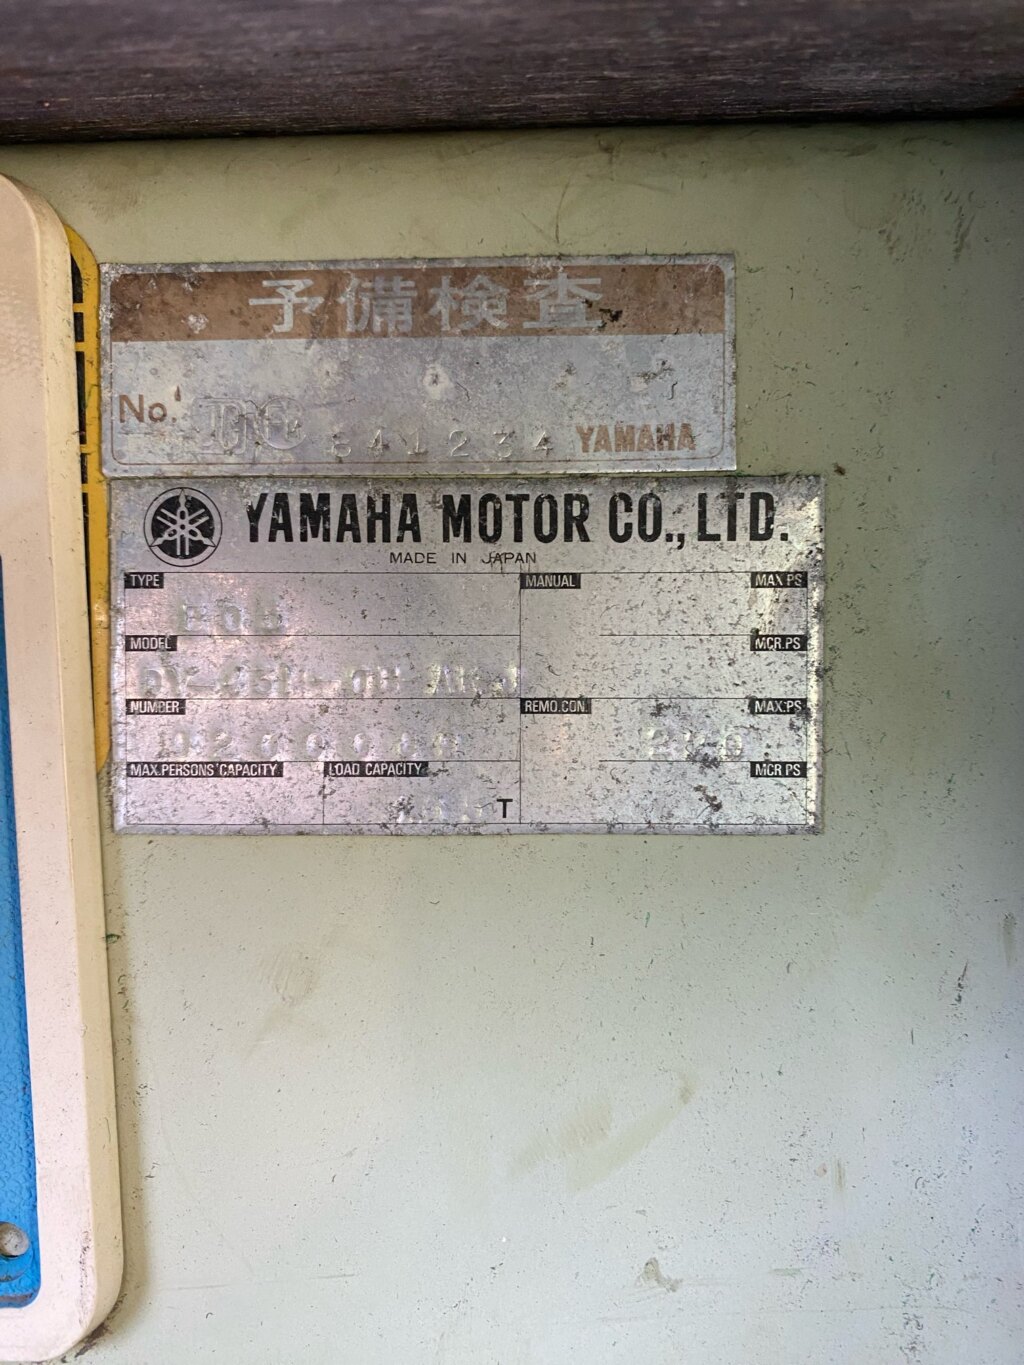 予備検査
No. 541234 YAMAHA
YAMAHA MOTOR CO., LTD.
MADE IN JAPAN
TYPE
MANUAL MAX PS
MODEL
MCR.PS
NUMBER
REMO.CON. MAX.PS
MAX.PERSONS' CAPACITY LOAD CAPACITY
MCR PS
T